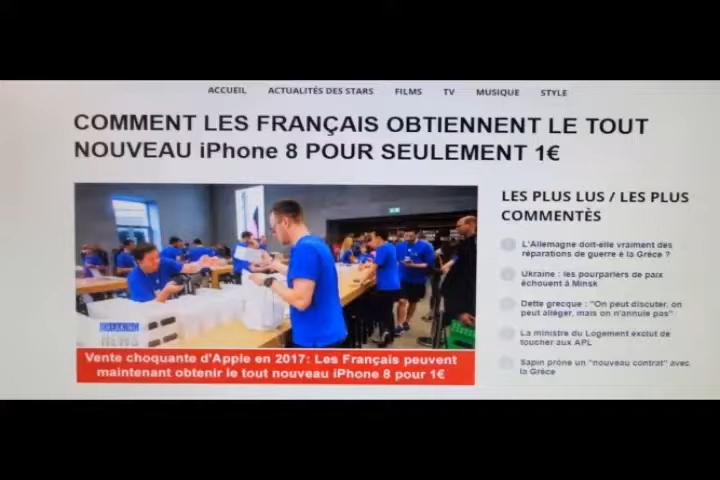 ACCUEIL ACTUALITÉS DES STARS FILMS TV MUSIQUE STYLE
COMMENT LES FRANÇAIS OBTIENNENT LE TOUT
NOUVEAU iPhone 8 POUR SEULEMENT 1€
BREAKING
NEWS
Vente choquante d'Apple en 2017: Les Français peuvent
maintenant obtenir le tout nouveau iPhone 8 pour 1€
LES PLUS LUS / LES PLUS
COMMENTÈS
L'Allemagne doit-elle vraiment des
réparations de guerre à la Grèce ?
Ukraine : les pourparlers de paix
échouent à Minsk
Dette grecque : "On peut discuter, on
peut alléger, mais on n'annule pas"
La ministre du Logement exclut de
toucher aux APL
Sapin prône un "nouveau contrat" avec
la Grèce